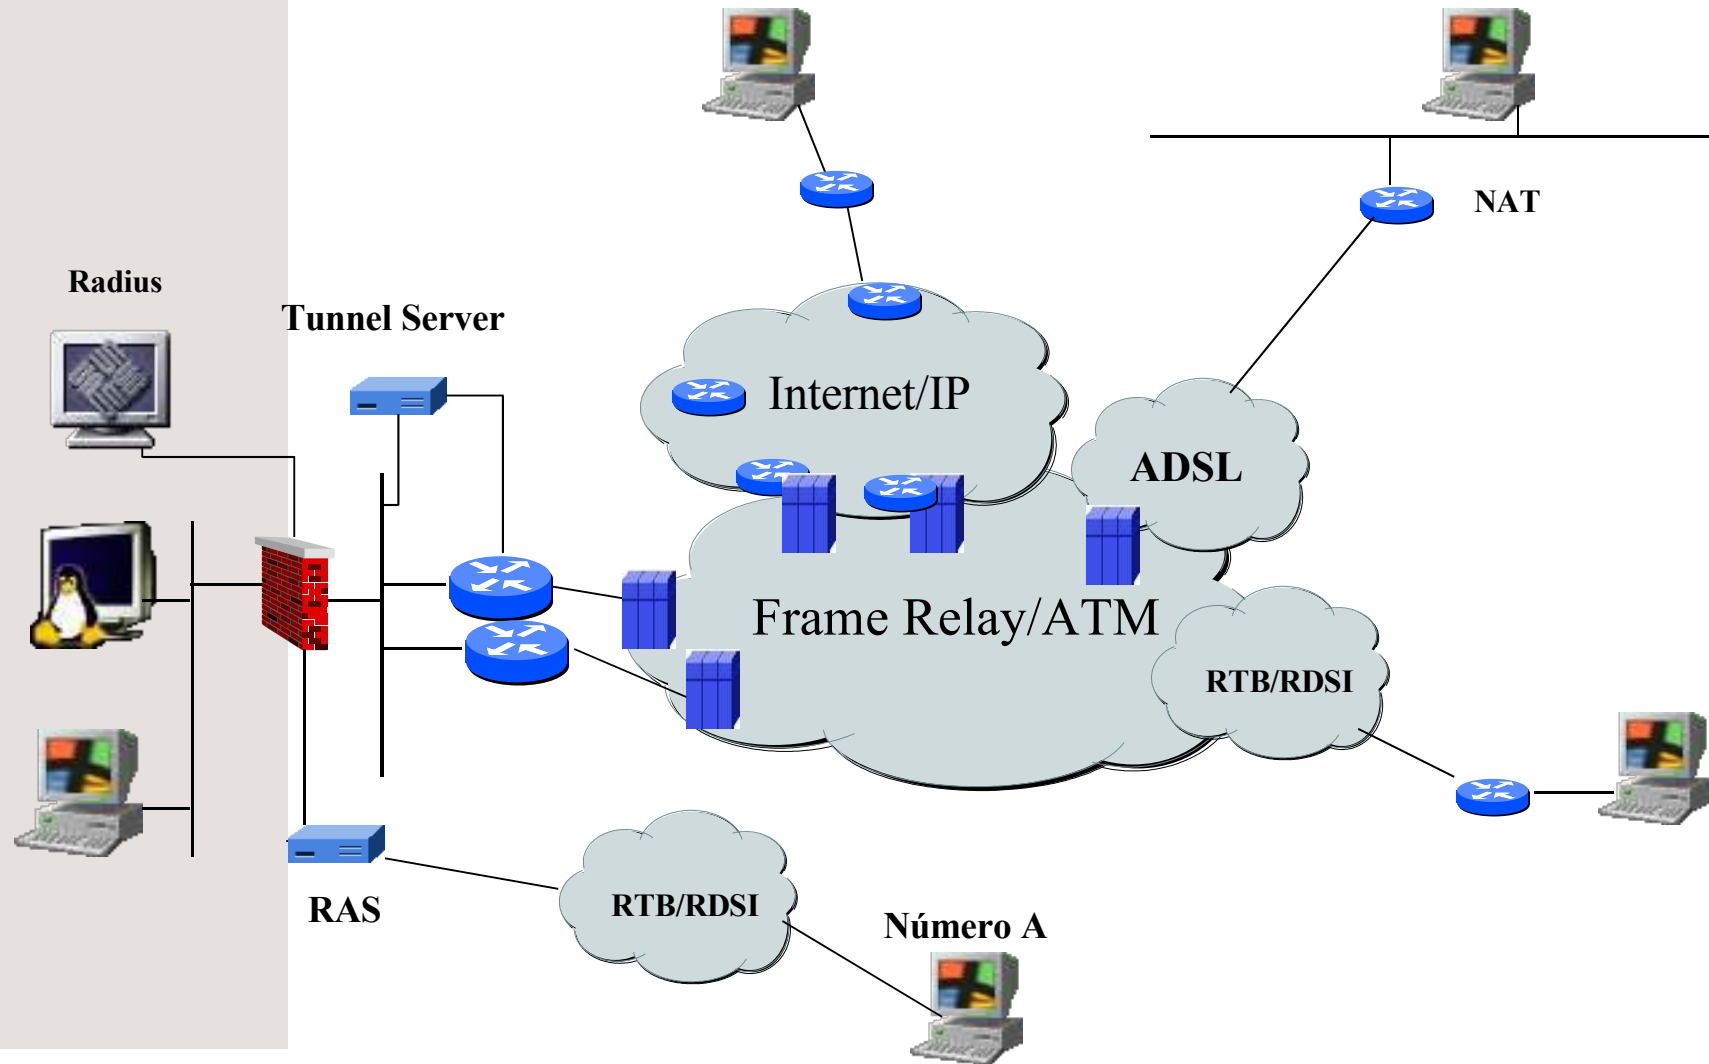 NAT
Radius
Tunnel Server
Internet/IP
ADSL
Frame Relay/ATM
RTB/RDSI
RAS
RTB/RDSI
Número A